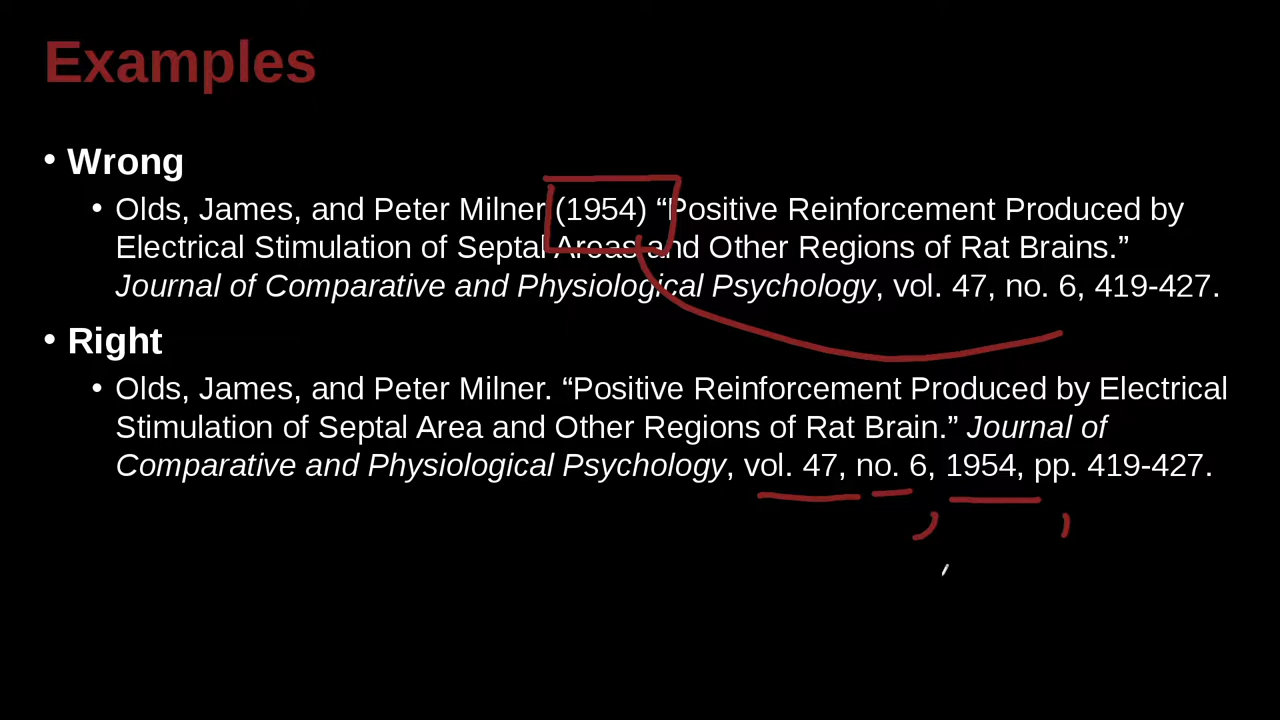 Examples
• Wrong
• Olds, James, and Peter Milner (1954) “Positive Reinforcement Produced by
Electrical Stimulation of Septal Areas and Other Regions of Rat Brains.”
Journal of Comparative and Physiological Psychology, vol. 47, no. 6, 419-427.
• Right
• Olds, James, and Peter Milner. “Positive Reinforcement Produced by Electrical
Stimulation of Septal Area and Other Regions of Rat Brain.” Journal of
Comparative and Physiological Psychology, vol. 47, no. 6, 1954, pp. 419-427.
, ,